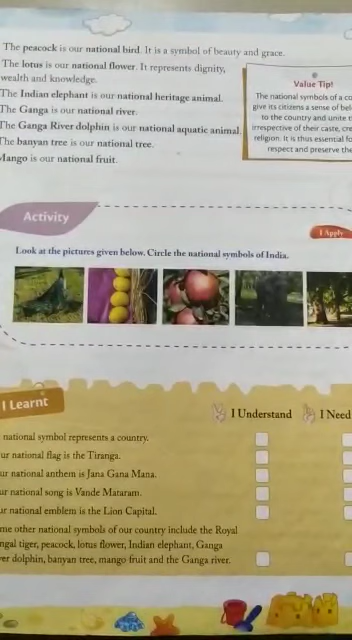 The peacock is our national bird. It is a symbol of beauty and grace.
The lotus is our national flower. It represents dignity,
wealth and knowledge.
The Indian elephant is our national heritage animal.
The Ganga is our national river.
The Ganga River dolphin is our national aquatic animal.
The banyan tree is our national tree.
Mango is our national fruit.
Value Tip!
The national symbols of a co
give its citizens a sense of bel
to the country and unite t
irrespective of their caste, cre
religion. It is thus essential fo
respect and preserve the
Activity
I Apply
Look at the pictures given below. Circle the national symbols of India.
I Learnt
I Understand
I Need
national symbol represents a country.
ur national flag is the Tiranga.
ur national anthem is Jana Gana Mana.
ur national song is Vande Mataram.
ur national emblem is the Lion Capital.
me other national symbols of our country include the Royal
ngal tiger, peacock, lotus flower, Indian elephant, Ganga
ver dolphin, banyan tree, mango fruit and the Ganga river.